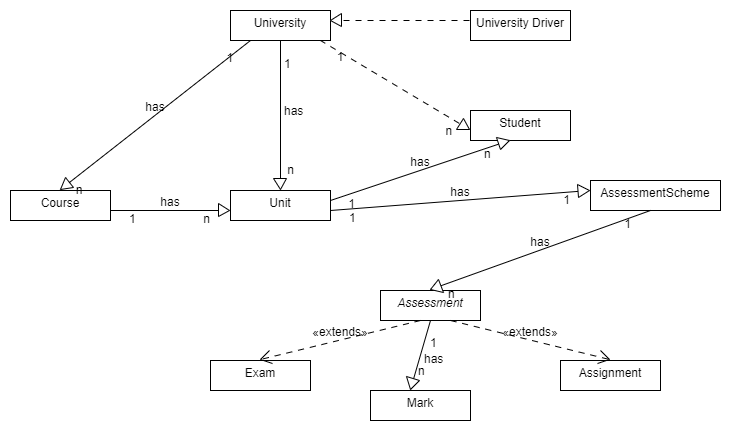 University
University Driver
1
1
1
has
has
Student
n
has
n
n
n
Course
has
Unit
has
AssessmentScheme
1
n
1
1
1
1
has
n
Assessment
«extends»
1
«extends»
has
n
Exam
Assignment
Mark